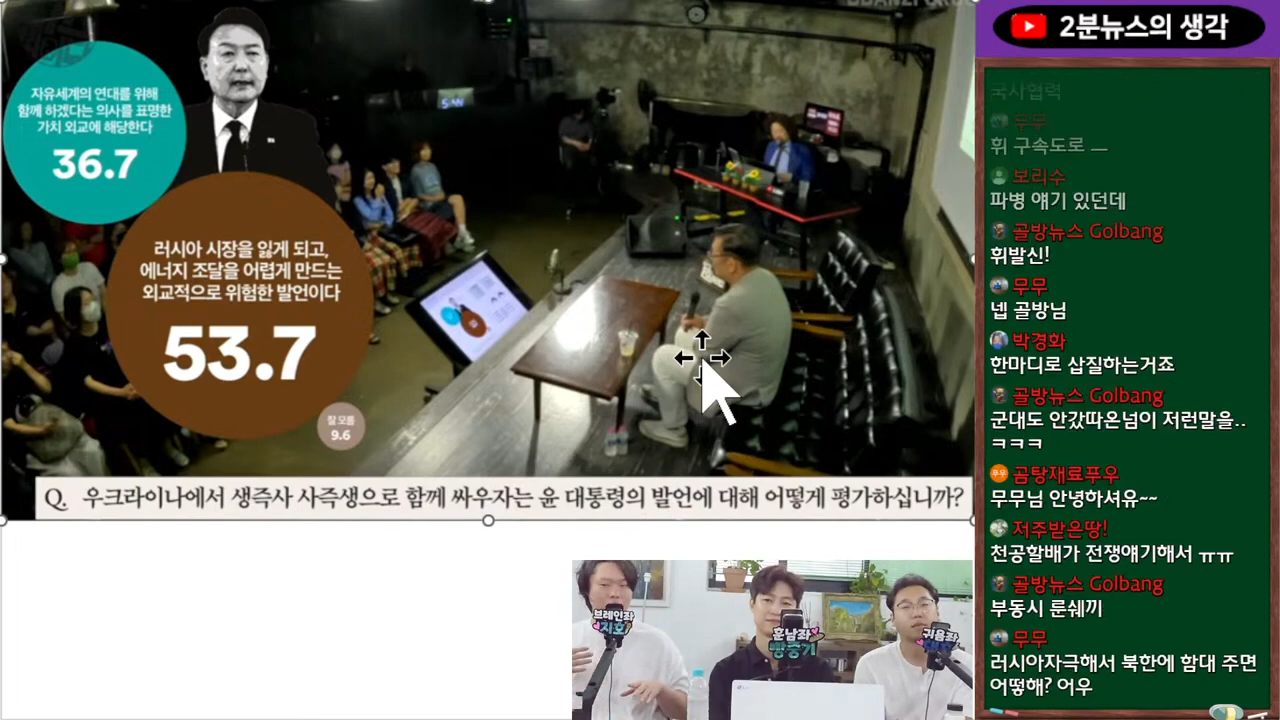 DDANZI
자유세계의 연대를 위해
함께 하겠다는 의사를 표명한
가치 외교에 해당한다
36.7
러시아 시장을 잃게 되고,
에너지 조달을 어렵게 만드는
외교적으로 위험한 발언이다
53.7
잘 모름
9.6
Q. 우크라이나에서 생즉사 사즉생으로 함께 싸우자는 윤 대통령의 발언에 대해 어떻게 평가하십니까?
브레인좌
지호
훈남좌
빵중기
귀욤좌
2분뉴스의 생각
국사협력
두두
휘 구속도로 ㅡ
보리수
파병 얘기 있던데
골방뉴스 Golbang
휘발신!
무무
넵 골방님
박경화
한마디로 삽질하는거죠
골방뉴스 Golbang
군대도 안갔따온넘이 저런말을..
ㅋㅋㅋ
푸우 곰탕재료푸우
무무님 안녕하셔유~~
저주받은땅!
천공할배가 전쟁얘기해서 ㅠㅠ
골방뉴스 Golbang
부동시 룬쉐끼
무무
러시아자극해서 북한에 함대 주면
어떻해? 어우